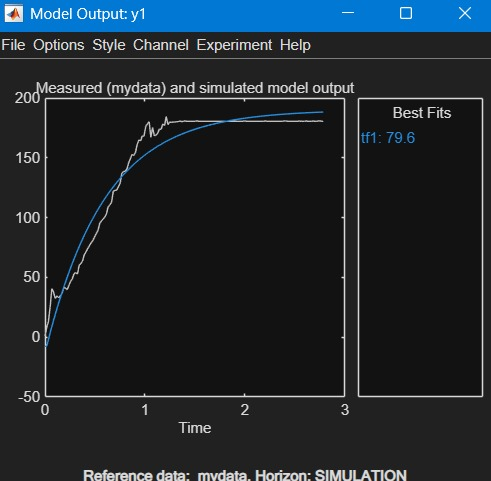 Model Output: y1
File Options Style Channel Experiment Help
Measured (mydata) and simulated model output
200
150
100
50
0
-50
0 1 2 3
Time
Best Fits
tf1: 79.6
Reference data: mydata, Horizon: SIMULATION